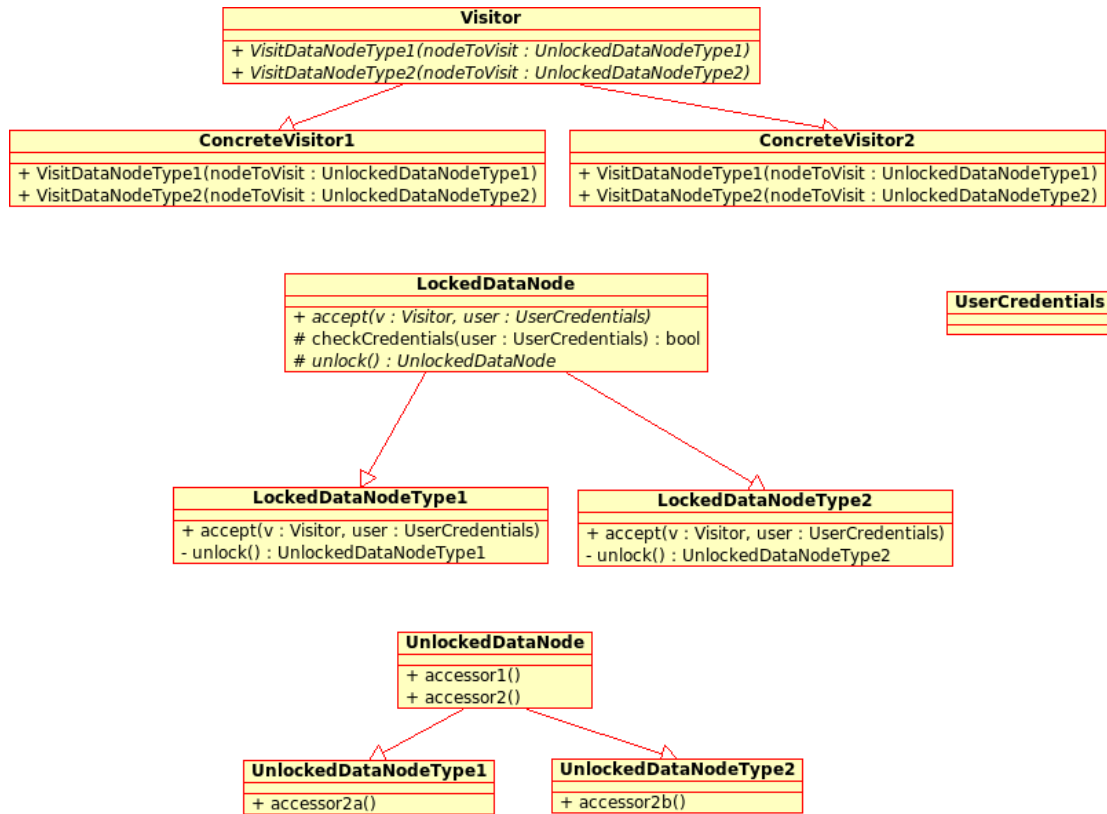 Visitor
+ VisitDataNodeType1(nodeToVisit : UnlockedDataNodeType1)
+ VisitDataNodeType2(nodeToVisit : UnlockedDataNodeType2)
ConcreteVisitor1
+ VisitDataNodeType1(nodeToVisit : UnlockedDataNodeType1)
+ VisitDataNodeType2(nodeToVisit : UnlockedDataNodeType2)
ConcreteVisitor2
+ VisitDataNodeType1(nodeToVisit : UnlockedDataNodeType1)
+ VisitDataNodeType2(nodeToVisit : UnlockedDataNodeType2)
LockedDataNode
+ accept(v : Visitor, user : UserCredentials)
# checkCredentials(user : UserCredentials) : bool
# unlock() : UnlockedDataNode
UserCredentials
LockedDataNodeType1
+ accept(v : Visitor, user : UserCredentials)
- unlock() : UnlockedDataNodeType1
LockedDataNodeType2
+ accept(v : Visitor, user : UserCredentials)
- unlock() : UnlockedDataNodeType2
UnlockedDataNode
+ accessor1()
+ accessor2()
UnlockedDataNodeType1
+ accessor2a()
UnlockedDataNodeType2
+ accessor2b()